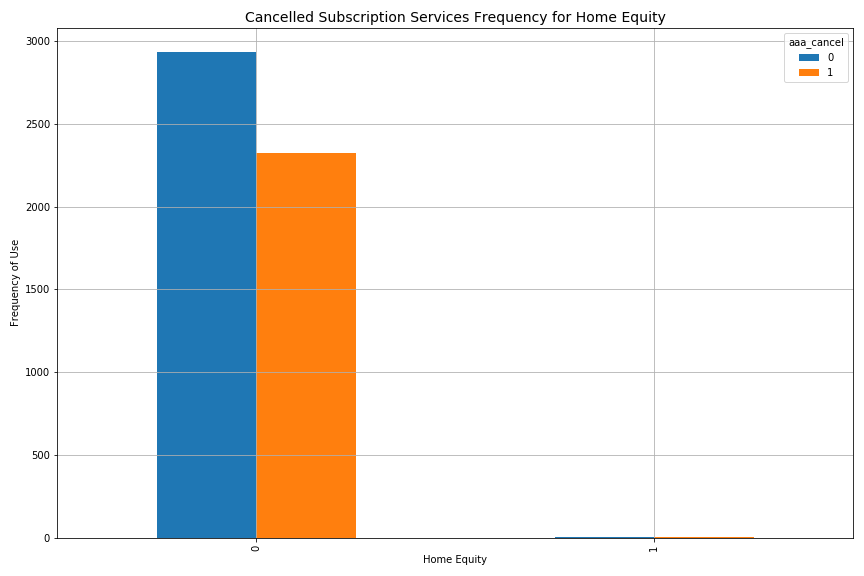 Cancelled Subscription Services Frequency for Home Equity
aaa_cancel
0
1
3000
2500
2000
1500
1000
500
0
Frequency of Use
0
1
Home Equity